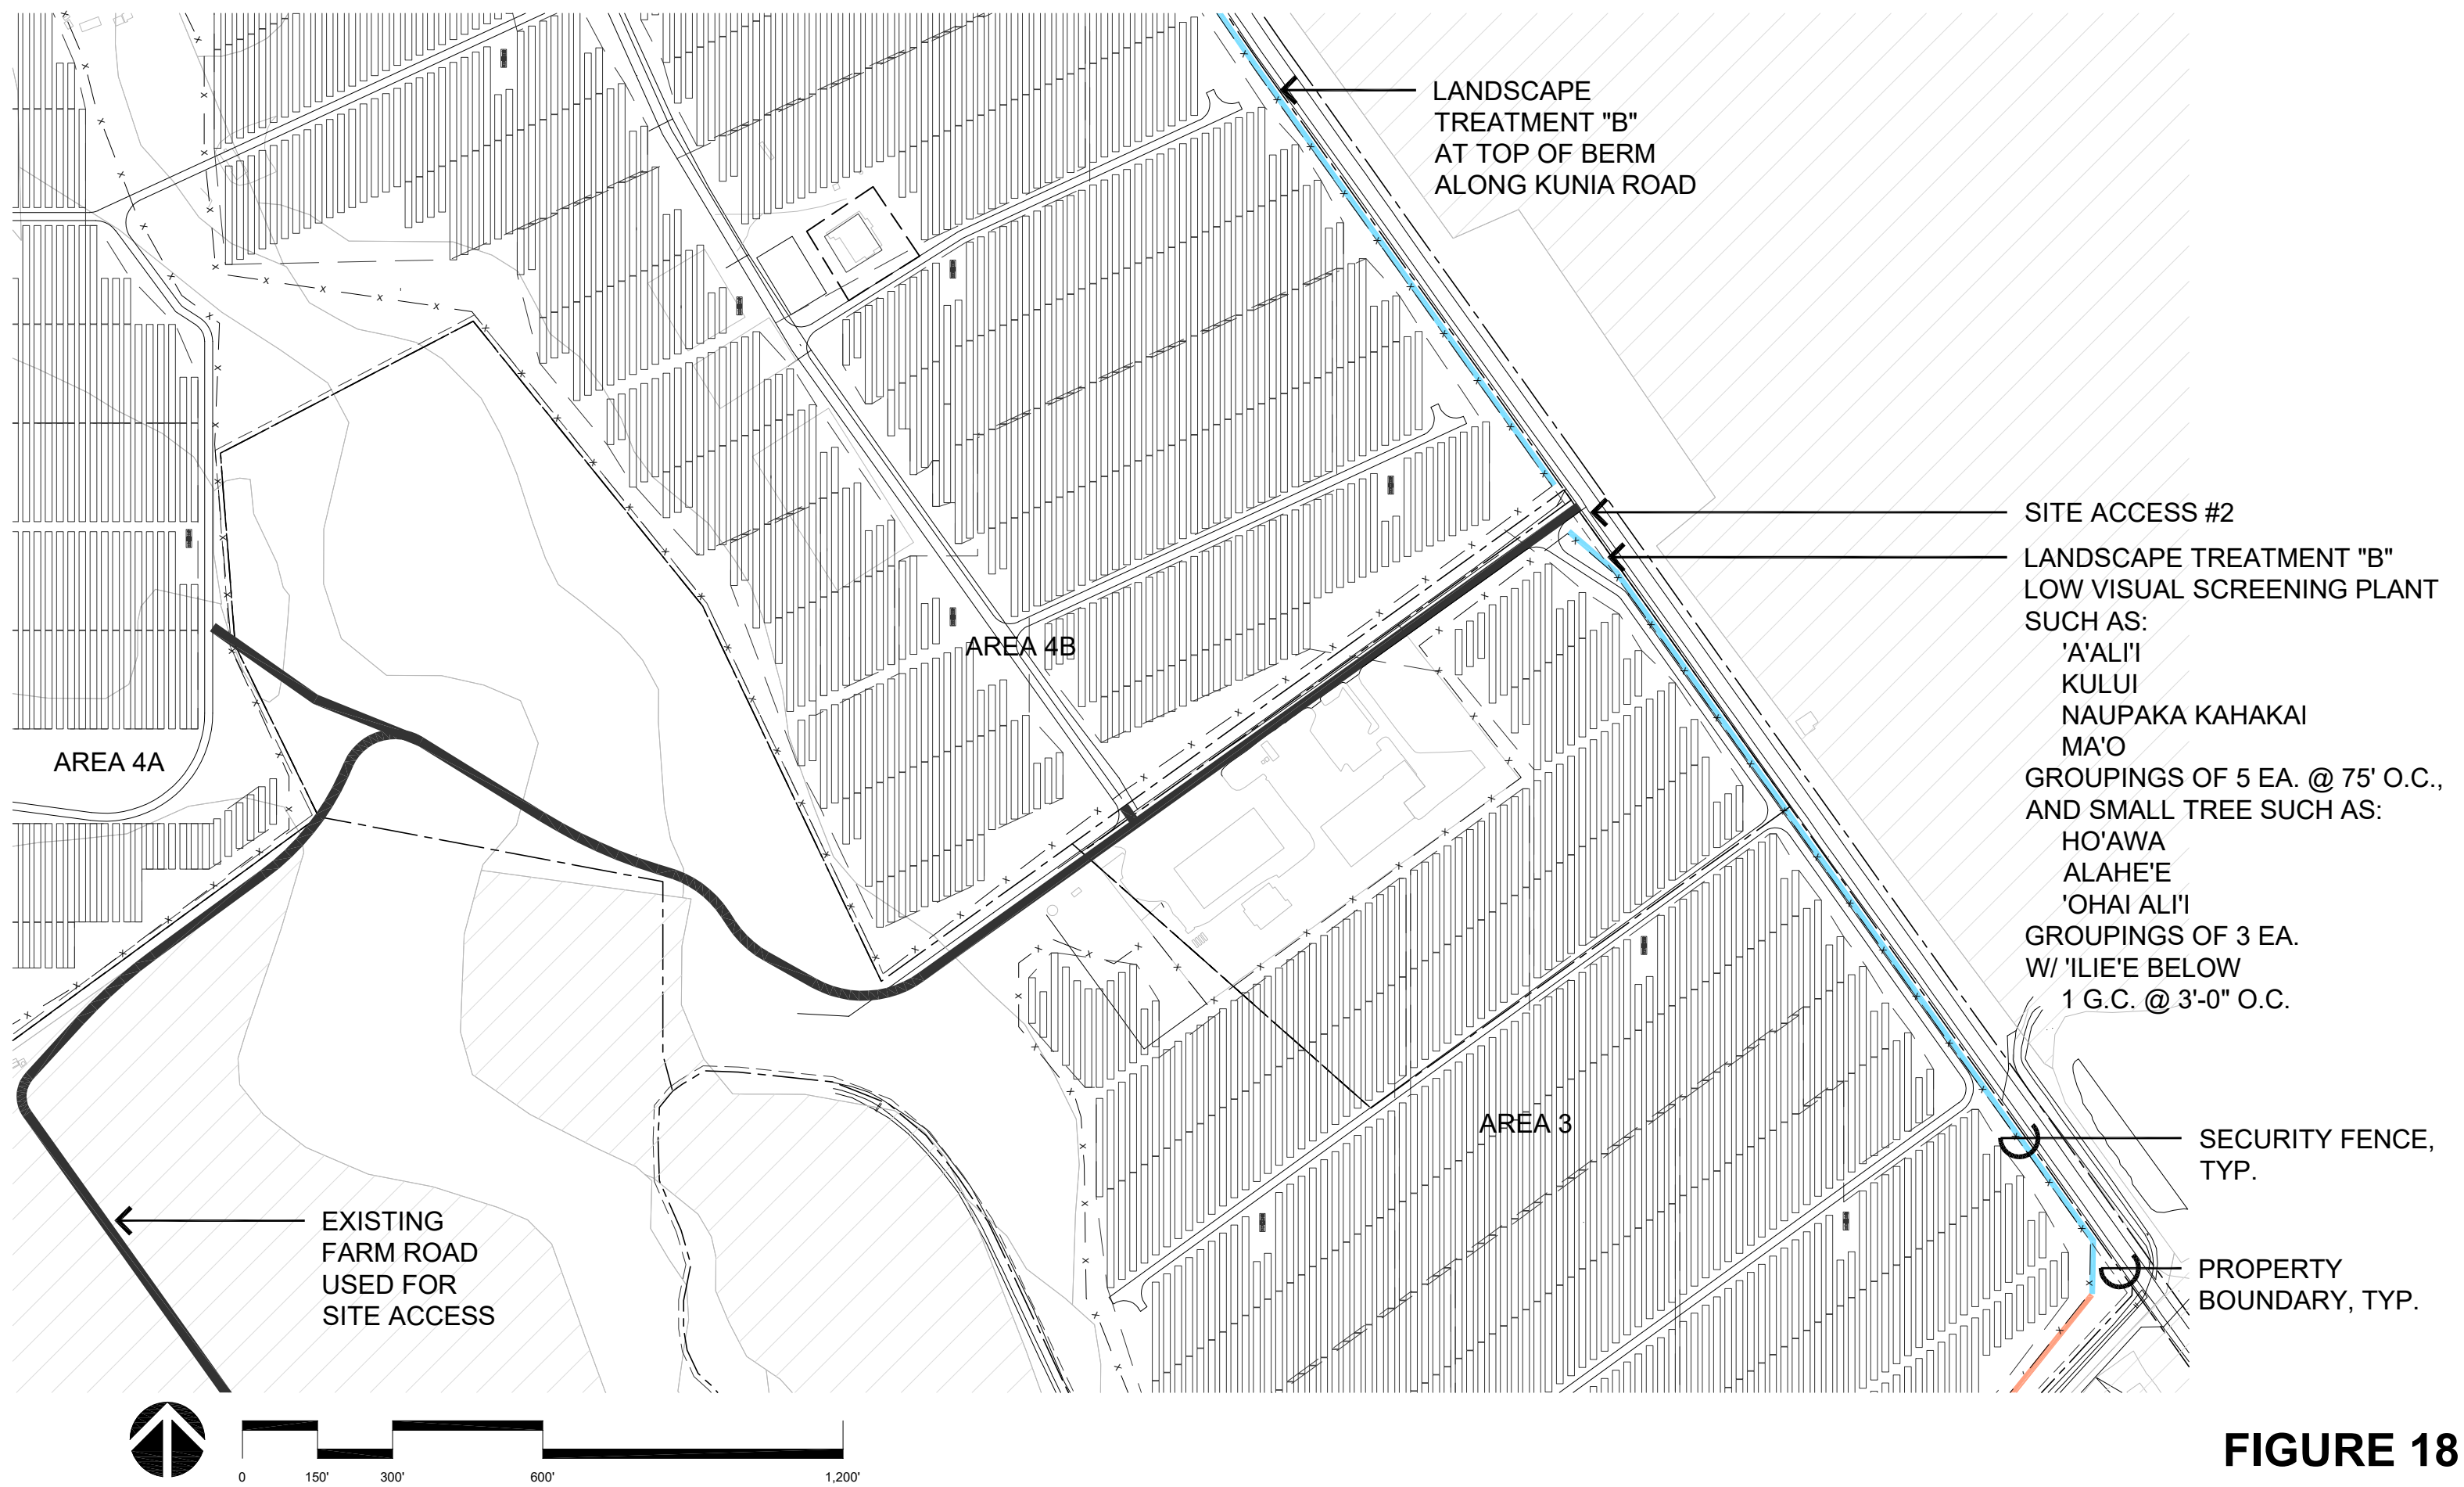 LANDSCAPE
TREATMENT "B"
AT TOP OF BERM
ALONG KUNIA ROAD
SITE ACCESS #2
LANDSCAPE TREATMENT "B"
LOW VISUAL SCREENING PLANT
SUCH AS:
'A'ALI'I
KULUI
NAUPAKA KAHAKAI
MA'O
GROUPINGS OF 5 EA. @ 75' O.C.,
AND SMALL TREE SUCH AS:
HO'AWA
ALAHE'E
'OHAI ALI'I
GROUPINGS OF 3 EA.
W/ 'ILIE'E BELOW
1 G.C. @ 3'-0" O.C.
AREA 4B
AREA 4A
AREA 3
SECURITY FENCE,
TYP.
EXISTING
FARM ROAD
USED FOR
SITE ACCESS
PROPERTY
BOUNDARY, TYP.
0 150' 300' 600' 1,200'
FIGURE 18